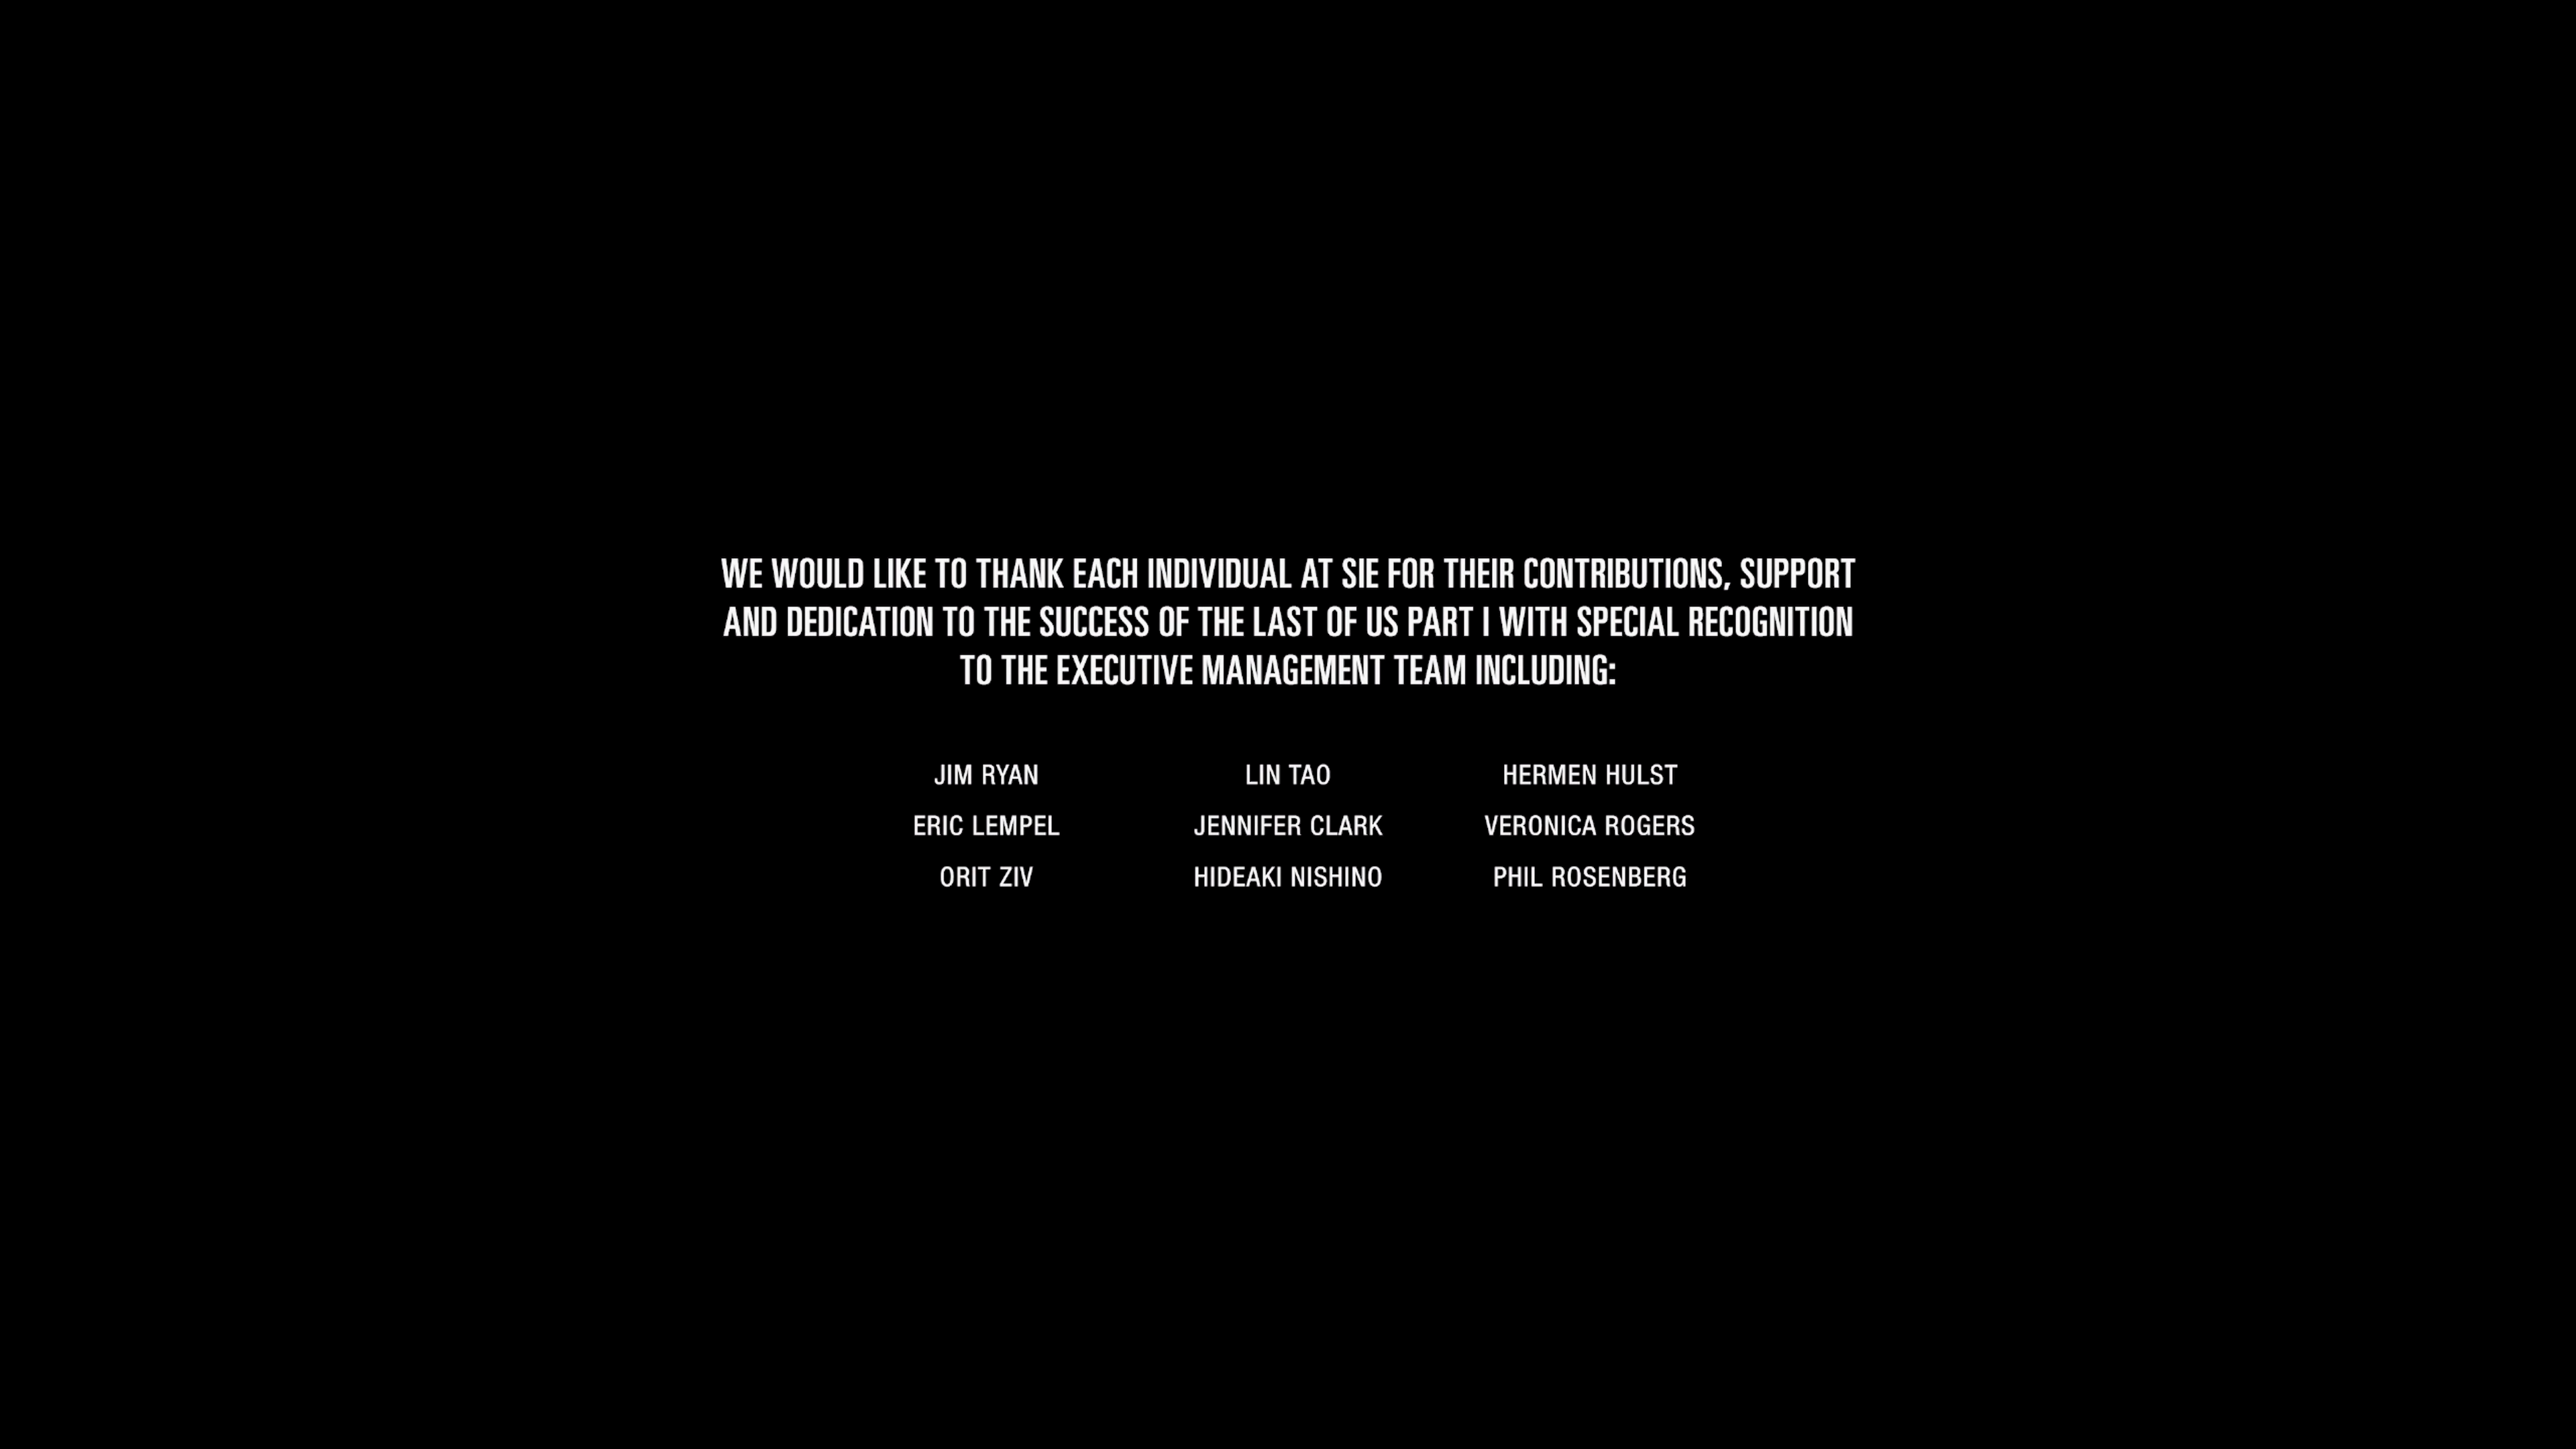 WE WOULD LIKE TO THANK EACH INDIVIDUAL AT SIE FOR THEIR CONTRIBUTIONS, SUPPORT
AND DEDICATION TO THE SUCCESS OF THE LAST OF US PART I WITH SPECIAL RECOGNITION
TO THE EXECUTIVE MANAGEMENT TEAM INCLUDING:
JIM RYAN LIN TAO HERMEN HULST
ERIC LEMPEL JENNIFER CLARK VERONICA ROGERS
ORIT ZIV HIDEAKI NISHINO PHIL ROSENBERG